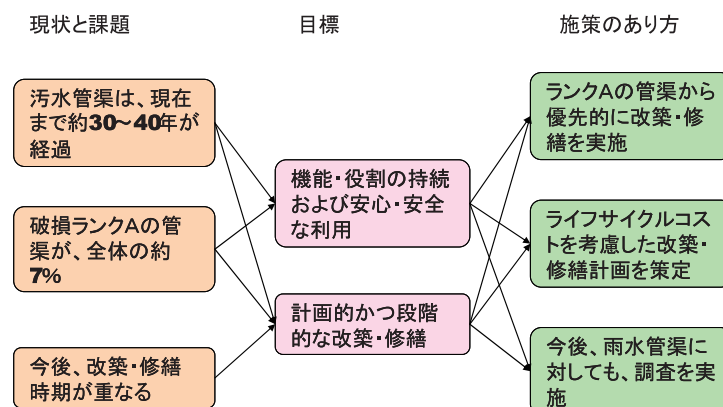 現状と課題
目標
施策のあり方
汚水管渠は、現在
まで約30～40年が
経過
破損ランクAの管
渠が、全体の約
7%
今後、改築・修繕
時期が重なる
機能・役割の持続
および安心・安全
な利用
計画的かつ段階
的な改築・修繕
ランクAの管渠から
優先的に改築・修
繕を実施
ライフサイクルコス
トを考慮した改築・
修繕計画を策定
今後、雨水管渠に
対しても、調査を実
施